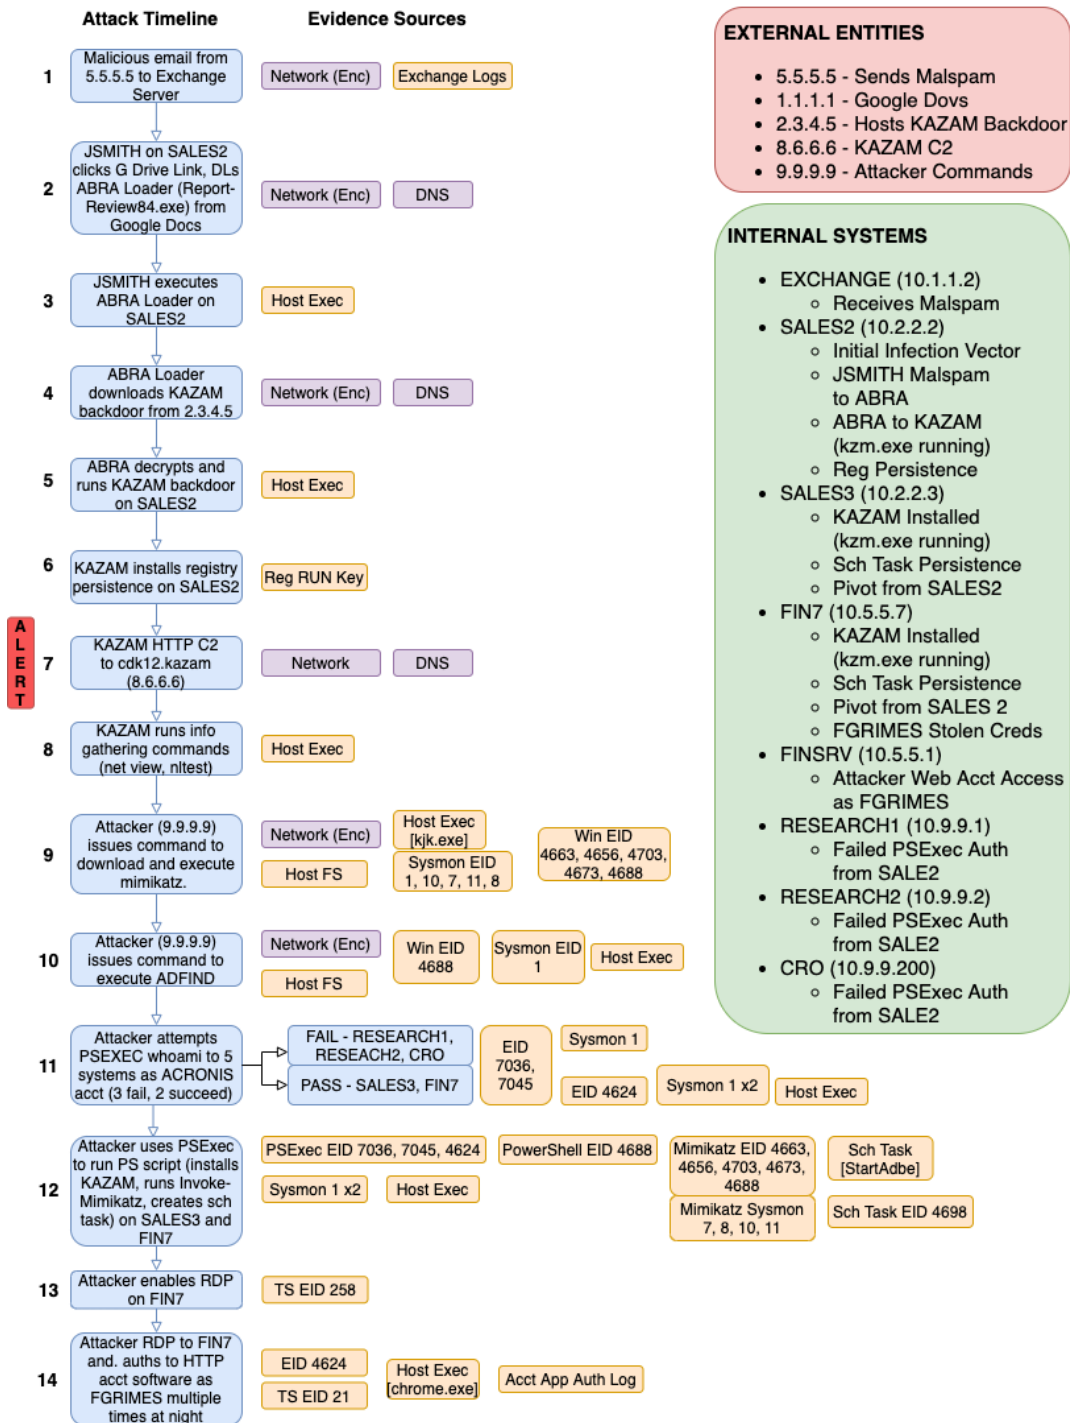 Attack Timeline
Evidence Sources
1
Malicious email from
5.5.5.5 to Exchange
Server
Network (Enc)
Exchange Logs
2
JSMITH on SALES2
clicks G Drive Link, DLs
ABRA Loader (Report-
Review84.exe) from
Google Docs
Network (Enc)
DNS
3
JSMITH executes
ABRA Loader on
SALES2
Host Exec
4
ABRA Loader
downloads KAZAM
backdoor from 2.3.4.5
Network (Enc)
DNS
5
ABRA decrypts and
runs KAZAM backdoor
on SALES2
Host Exec
6
KAZAM installs registry
persistence on SALES2
Reg RUN Key
ALERT
7
KAZAM HTTP C2
to cdk12.kazam
(8.6.6.6)
Network
DNS
8
KAZAM runs info
gathering commands
(net view, nltest)
Host Exec
9
Attacker (9.9.9.9)
issues command to
download and execute
mimikatz.
Network (Enc)
Host FS
Host Exec
[kjk.exe]
Sysmon EID
1, 10, 7, 11, 8
Win EID
4663, 4656, 4703,
4673, 4688
10
Attacker (9.9.9.9)
issues command to
execute ADFIND
Network (Enc)
Host FS
Win EID
4688
Sysmon EID
1
Host Exec
11
Attacker attempts
PSEXEC whoami to 5
systems as ACRONIS
acct (3 fail, 2 succeed)
FAIL - RESEARCH1,
RESEACH2, CRO
PASS - SALES3, FIN7
EID
7036,
7045
Sysmon 1
EID 4624
Sysmon 1 x2
Host Exec
12
Attacker uses PSExec
to run PS script (installs
KAZAM, runs Invoke-
Mimikatz, creates sch
task) on SALES3 and
FIN7
PSExec EID 7036, 7045, 4624
PowerShell EID 4688
Mimikatz EID 4663,
4656, 4703, 4673,
4688
Sch Task
[StartAdbe]
Sysmon 1 x2
Host Exec
Mimikatz Sysmon
7, 8, 10, 11
Sch Task EID 4698
13
Attacker enables RDP
on FIN7
TS EID 258
14
Attacker RDP to FIN7
and. auths to HTTP
acct software as
FGRIMES multiple
times at night
EID 4624
TS EID 21
Host Exec
[chrome.exe]
Acct App Auth Log
EXTERNAL ENTITIES
• 5.5.5.5 - Sends Malspam
• 1.1.1.1 - Google Dovs
• 2.3.4.5 - Hosts KAZAM Backdoor
• 8.6.6.6 - KAZAM C2
• 9.9.9.9 - Attacker Commands
INTERNAL SYSTEMS
• EXCHANGE (10.1.1.2)
○ Receives Malspam
• SALES2 (10.2.2.2)
○ Initial Infection Vector
○ JSMITH Malspam
to ABRA
○ ABRA to KAZAM
(kzm.exe running)
○ Reg Persistence
• SALES3 (10.2.2.3)
○ KAZAM Installed
(kzm.exe running)
○ Sch Task Persistence
○ Pivot from SALES2
• FIN7 (10.5.5.7)
○ KAZAM Installed
(kzm.exe running)
○ Sch Task Persistence
○ Pivot from SALES 2
○ FGRIMES Stolen Creds
• FINSRV (10.5.5.1)
○ Attacker Web Acct Access
as FGRIMES
• RESEARCH1 (10.9.9.1)
○ Failed PSExec Auth
from SALE2
• RESEARCH2 (10.9.9.2)
○ Failed PSExec Auth
from SALE2
• CRO (10.9.9.200)
○ Failed PSExec Auth
from SALE2